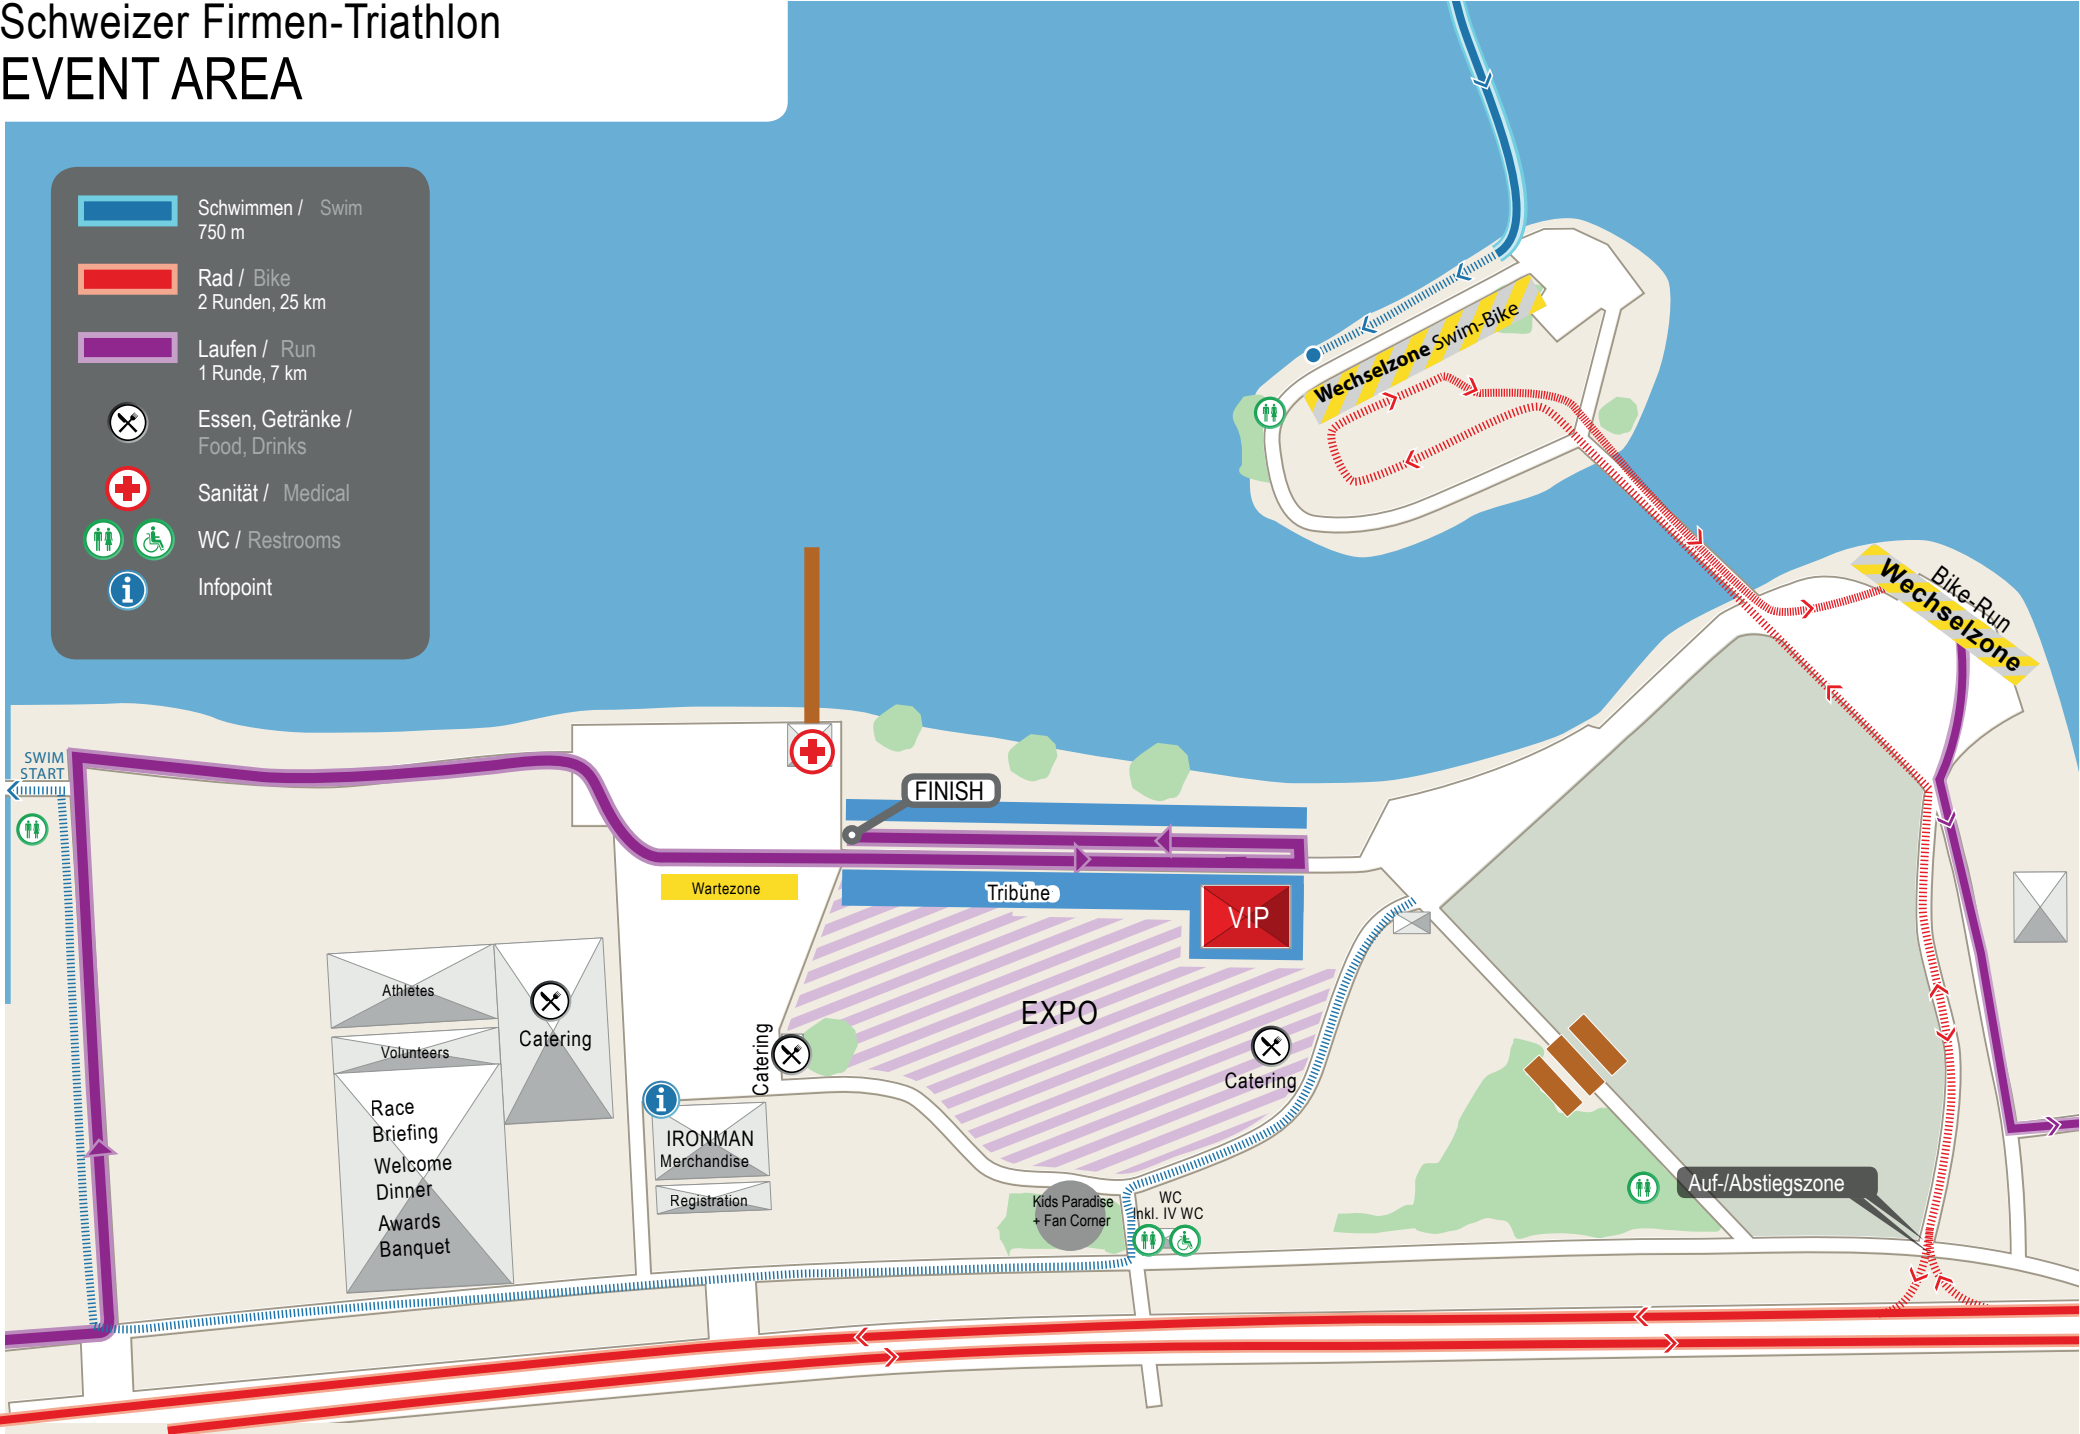 Schweizer Firmen-Triathlon
EVENT AREA
Schwimmen / Swim
750 m
Rad / Bike
2 Runden, 25 km
Laufen / Run
1 Runde, 7 km
Essen, Getränke /
Food, Drinks
Sanität / Medical
WC / Restrooms
i
Infopoint
Wechselzone Swim-Bike
Bike-Run
Wechselzone
SWIM
START
FINISH
Wartezone
Tribüne
VIP
Athletes
Volunteers
Catering
Race
Briefing
Welcome
Dinner
Awards
Banquet
EXPO
Catering
Catering
i
IRONMAN
Merchandise
Registration
Kids Paradise
+ Fan Corner
WC
Inkl. IV WC
Auf-/Abstiegszone